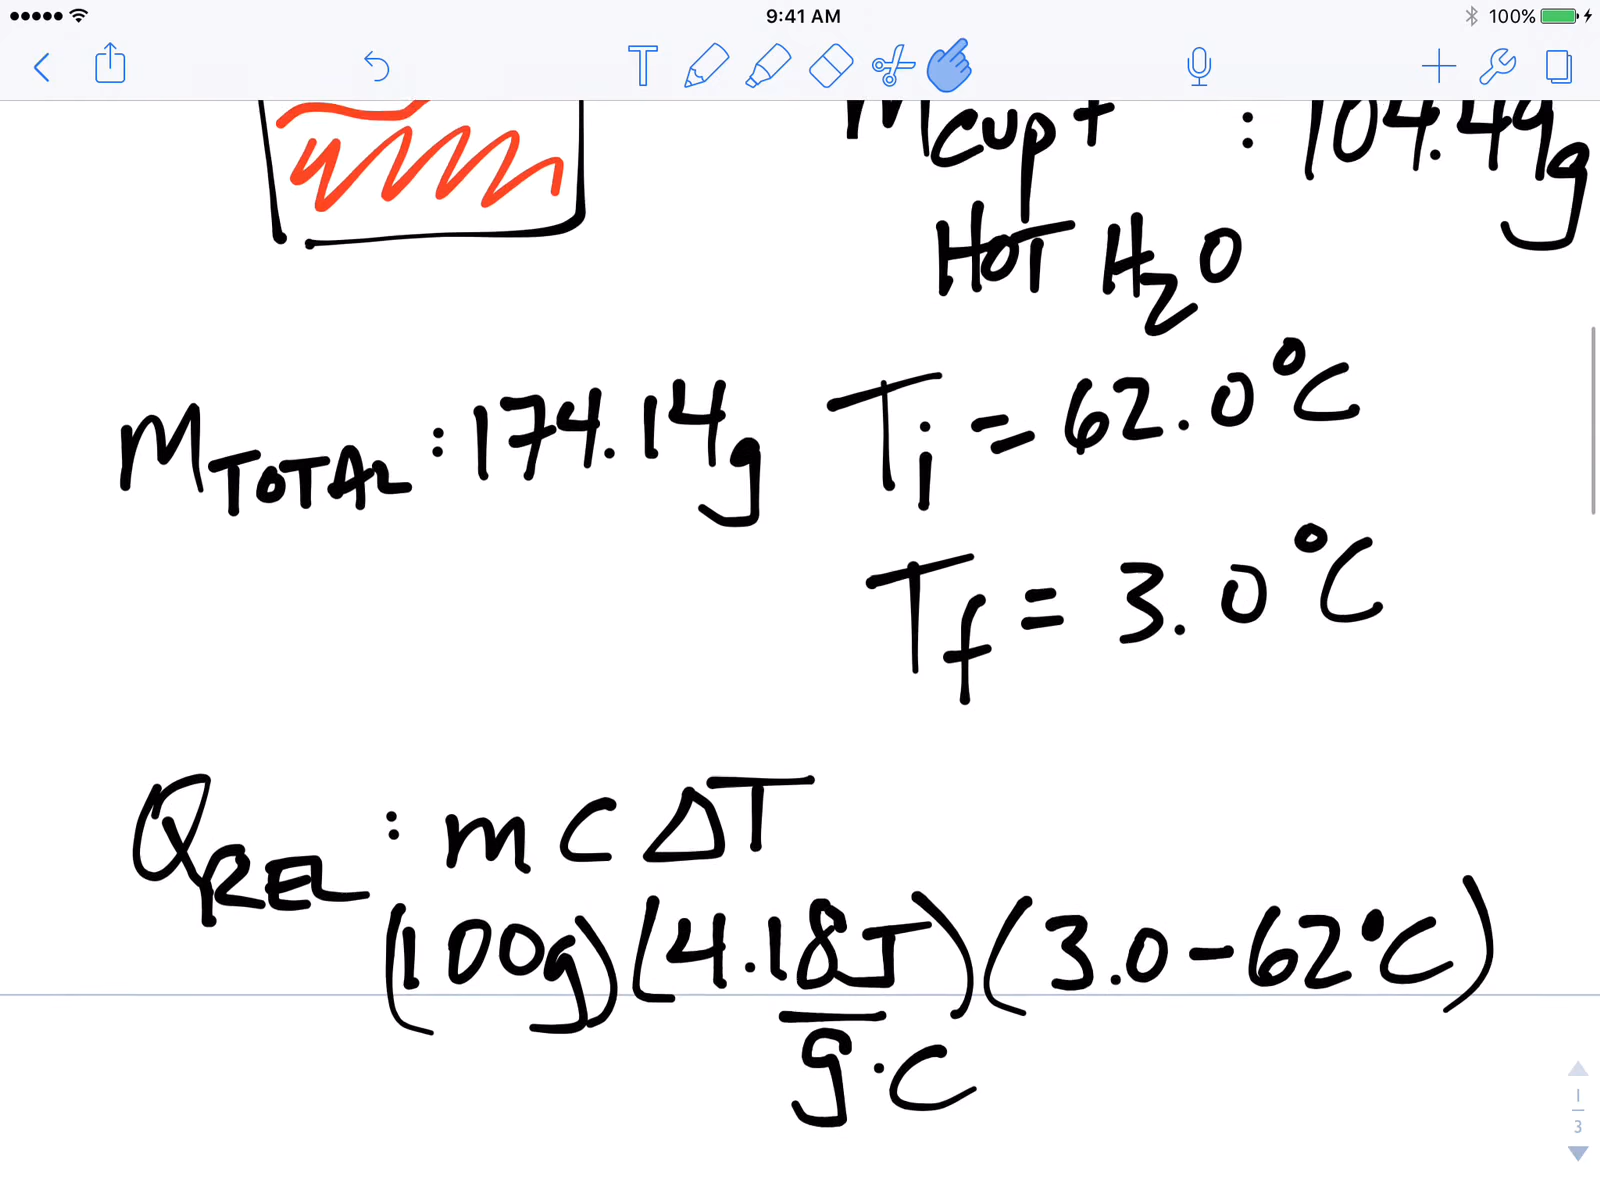 9:41 AM
100%
T
Mcup + : 104.49g
HOT H₂O
MTOTAL : 174.14g
Ti = 62.0°C
Tf = 3.0°C
QREL : mCΔT
(100g)(4.18J/g·C)(3.0-62°C)
1
3